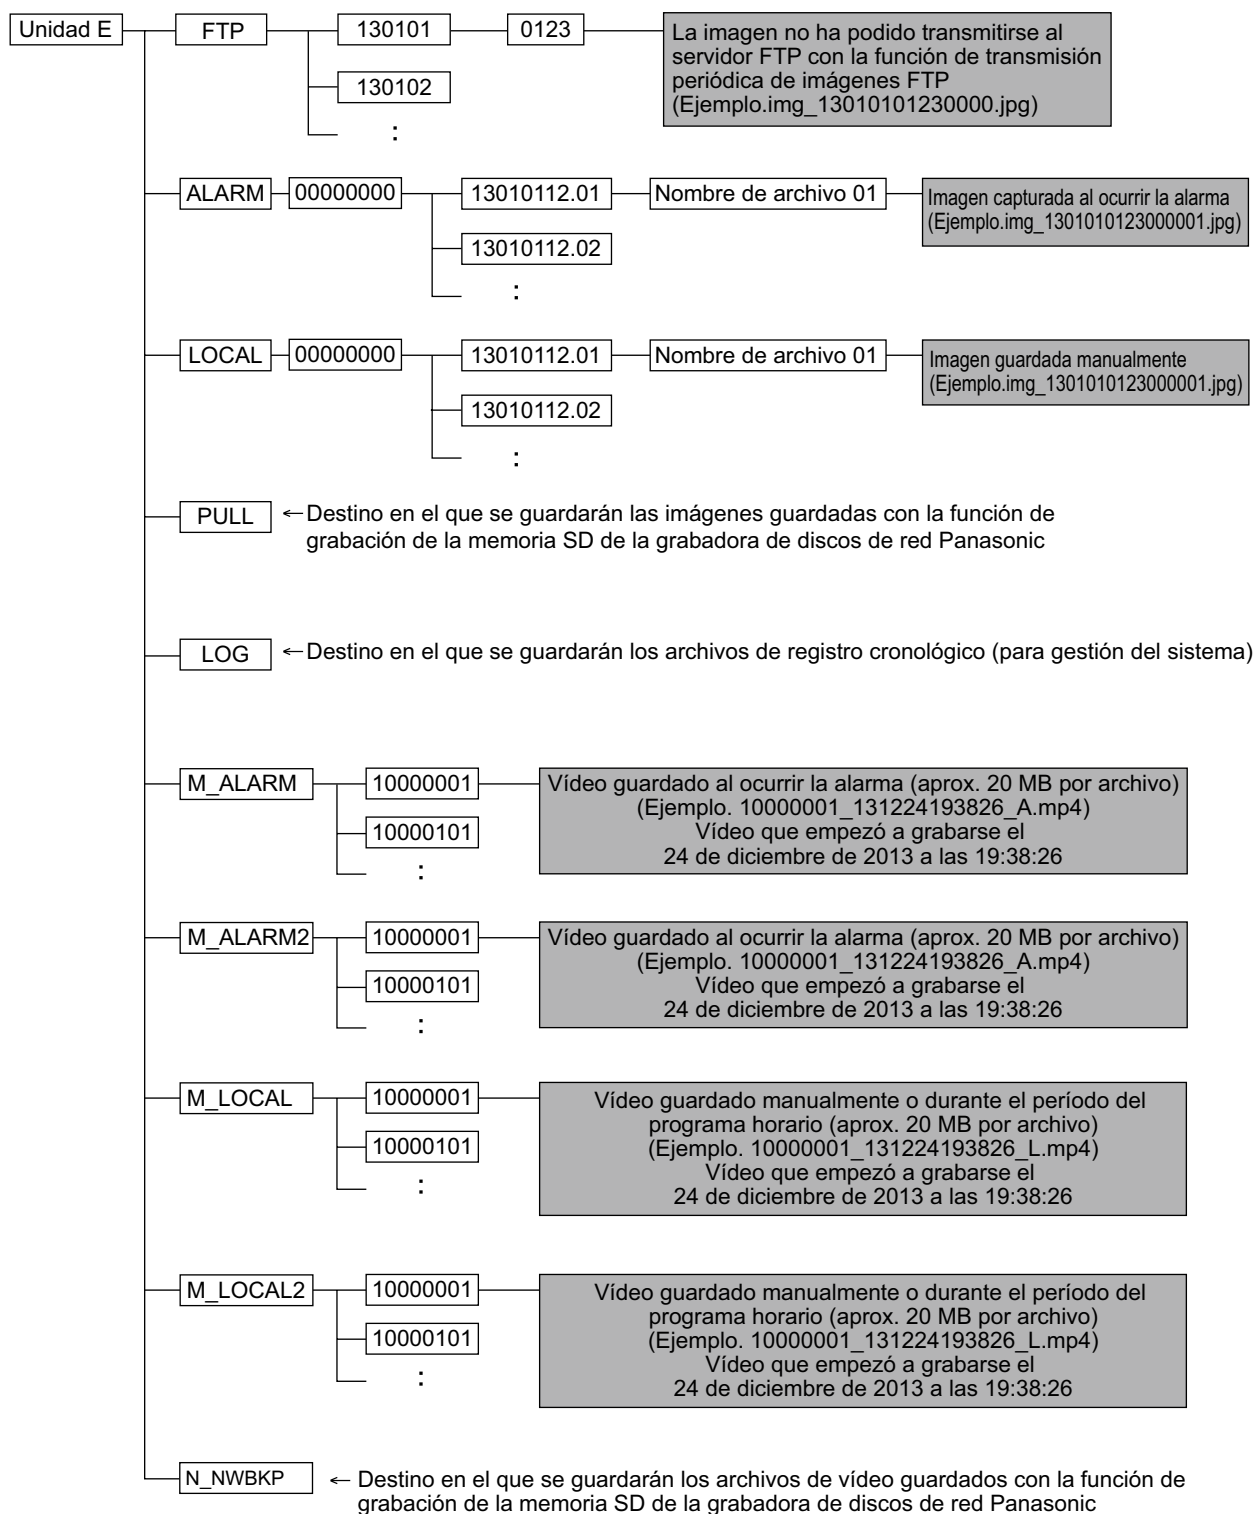 Unidad E
FTP
130101
0123
La imagen no ha podido transmitirse al
servidor FTP con la función de transmisión
periódica de imágenes FTP
(Ejemplo.img_13010101230000.jpg)
130102
:
ALARM
00000000
13010112.01
Nombre de archivo 01
Imagen capturada al ocurrir la alarma
(Ejemplo.img_1301010123000001.jpg)
13010112.02
:
LOCAL
00000000
13010112.01
Nombre de archivo 01
Imagen guardada manualmente
(Ejemplo.img_1301010123000001.jpg)
13010112.02
:
PULL
←Destino en el que se guardarán las imágenes guardadas con la función de
grabación de la memoria SD de la grabadora de discos de red Panasonic
LOG
←Destino en el que se guardarán los archivos de registro cronológico (para gestión del sistema)
M_ALARM
10000001
Vídeo guardado al ocurrir la alarma (aprox. 20 MB por archivo)
(Ejemplo. 10000001_131224193826_A.mp4)
Vídeo que empezó a grabarse el
24 de diciembre de 2013 a las 19:38:26
10000101
:
M_ALARM2
10000001
Vídeo guardado al ocurrir la alarma (aprox. 20 MB por archivo)
(Ejemplo. 10000001_131224193826_A.mp4)
Vídeo que empezó a grabarse el
24 de diciembre de 2013 a las 19:38:26
10000101
:
M_LOCAL
10000001
Vídeo guardado manualmente o durante el período del
programa horario (aprox. 20 MB por archivo)
(Ejemplo. 10000001_131224193826_L.mp4)
Vídeo que empezó a grabarse el
24 de diciembre de 2013 a las 19:38:26
10000101
:
M_LOCAL2
10000001
Vídeo guardado manualmente o durante el período del
programa horario (aprox. 20 MB por archivo)
(Ejemplo. 10000001_131224193826_L.mp4)
Vídeo que empezó a grabarse el
24 de diciembre de 2013 a las 19:38:26
10000101
:
N_NWBKP
← Destino en el que se guardarán los archivos de vídeo guardados con la función de
grabación de la memoria SD de la grabadora de discos de red Panasonic